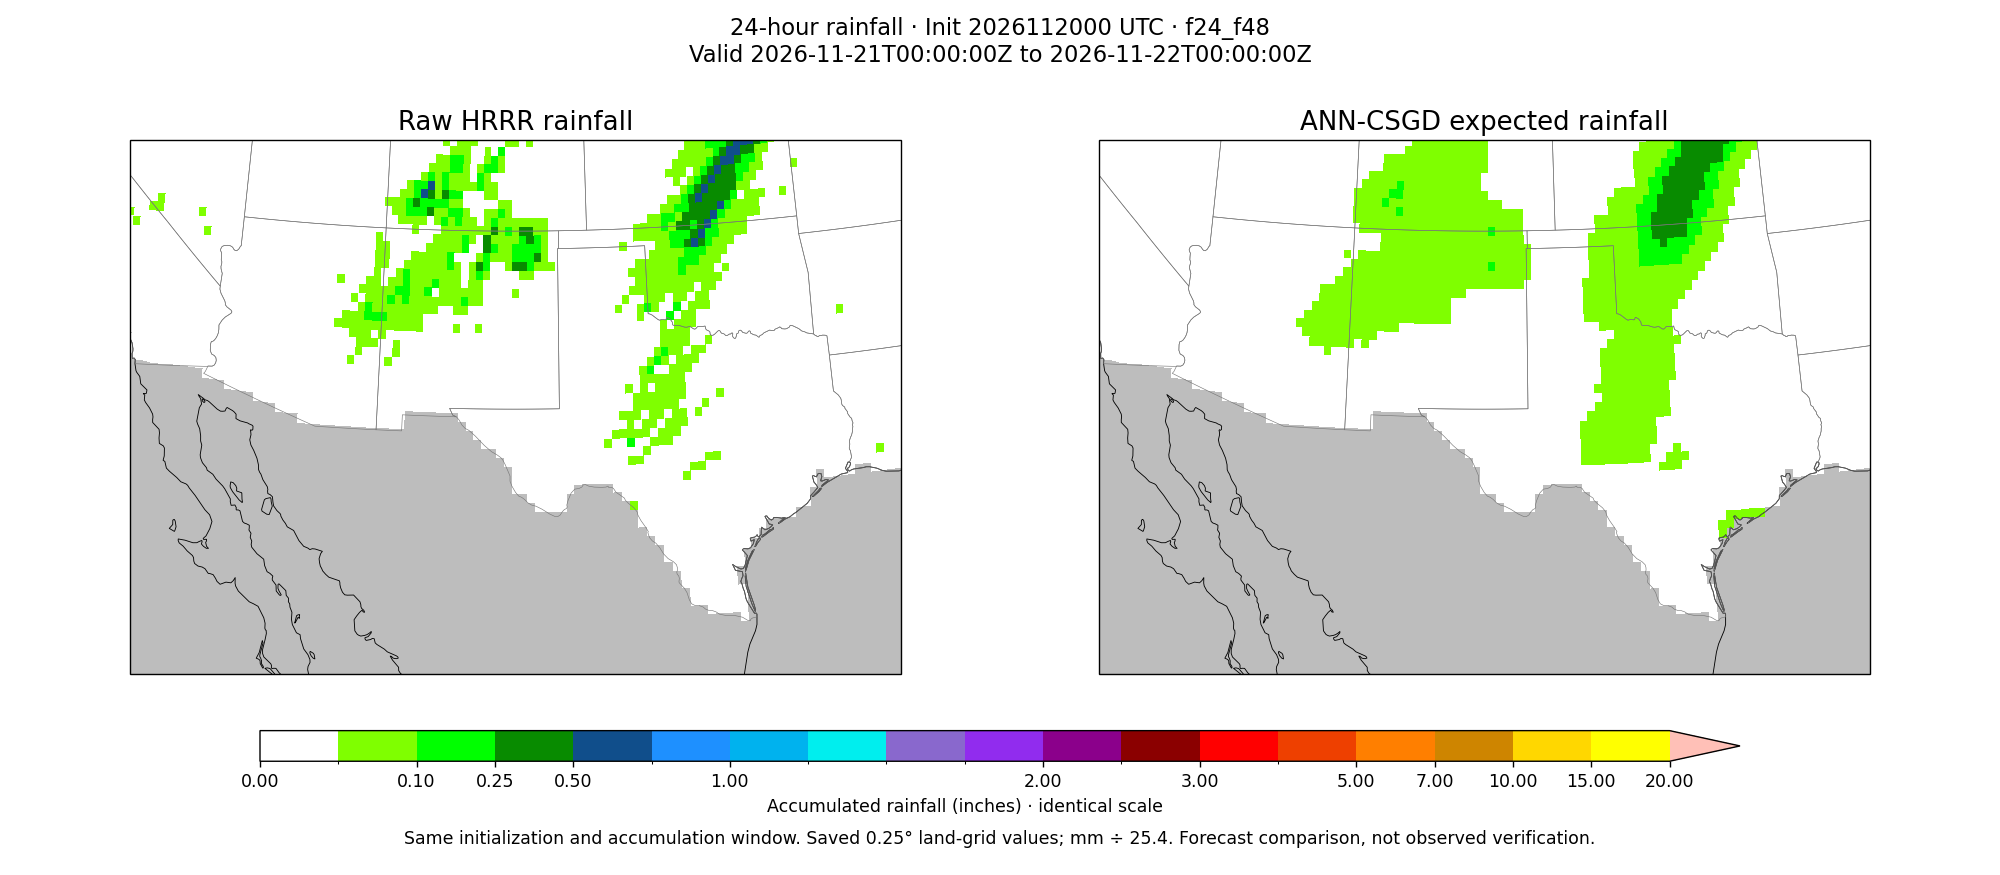 24-hour rainfall · Init 2026112000 UTC · f24_f48
Valid 2026-11-21T00:00:00Z to 2026-11-22T00:00:00Z
Raw HRRR rainfall
ANN-CSGD expected rainfall
0.00 0.10 0.25 0.50 1.00 2.00 3.00 5.00 7.00 10.00 15.00 20.00
Accumulated rainfall (inches) · identical scale
Same initialization and accumulation window. Saved 0.25° land-grid values; mm ÷ 25.4. Forecast comparison, not observed verification.